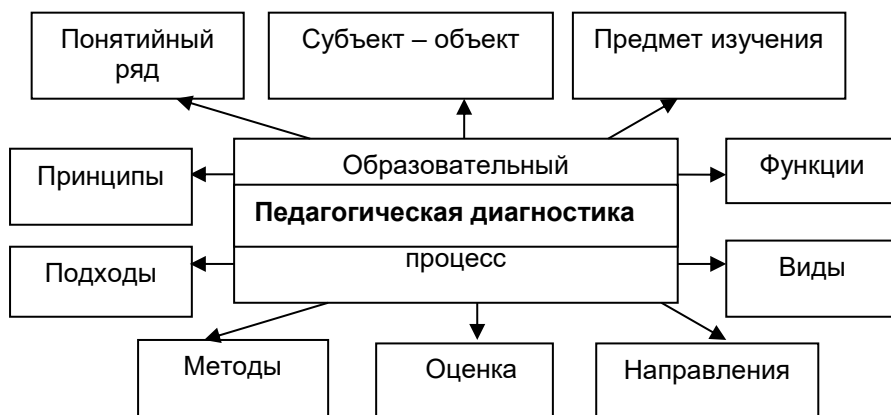 Понятийный
ряд
Субъект – объект
Предмет изучения
Принципы
Образовательный
Функции
Педагогическая диагностика
Подходы
процесс
Виды
Методы
Оценка
Направления